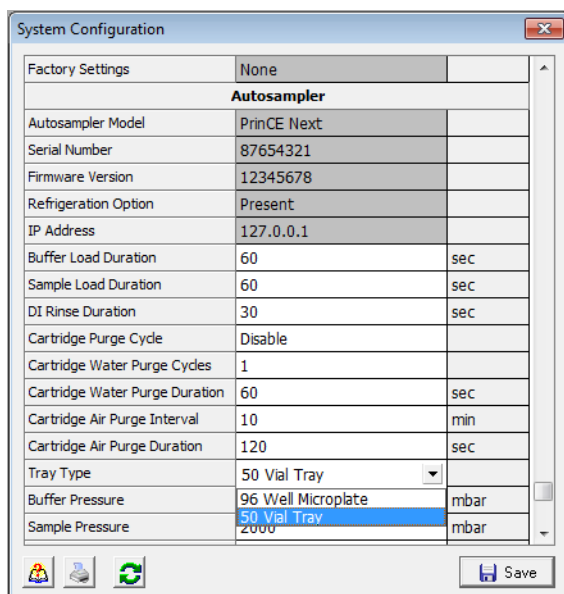 System Configuration
Factory Settings None
Autosampler
Autosampler Model PrinCE Next
Serial Number 87654321
Firmware Version 12345678
Refrigeration Option Present
IP Address 127.0.0.1
Buffer Load Duration 60 sec
Sample Load Duration 60 sec
DI Rinse Duration 30 sec
Cartridge Purge Cycle Disable
Cartridge Water Purge Cycles 1
Cartridge Water Purge Duration 60 sec
Cartridge Air Purge Interval 10 min
Cartridge Air Purge Duration 120 sec
Tray Type 50 Vial Tray
Buffer Pressure 96 Well Microplate mbar
50 Vial Tray
Sample Pressure 2000 mbar
Save